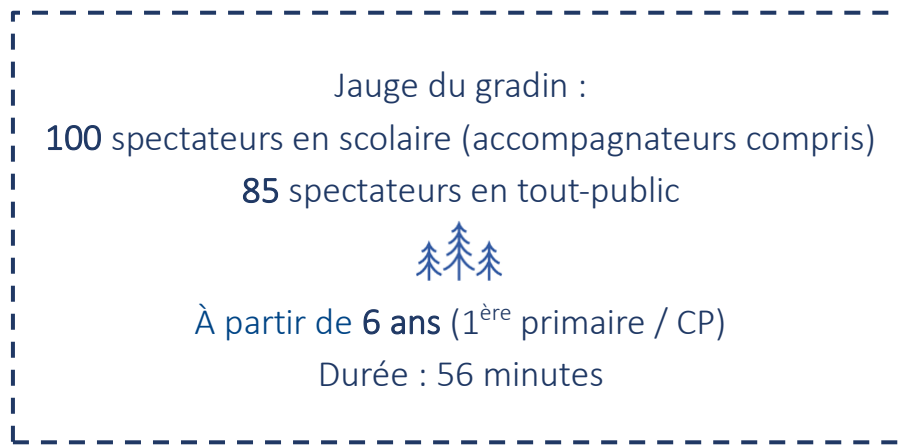 Jauge du gradin :
100 spectateurs en scolaire (accompagnateurs compris)
85 spectateurs en tout-public
À partir de 6 ans (1ère primaire / CP)
Durée : 56 minutes